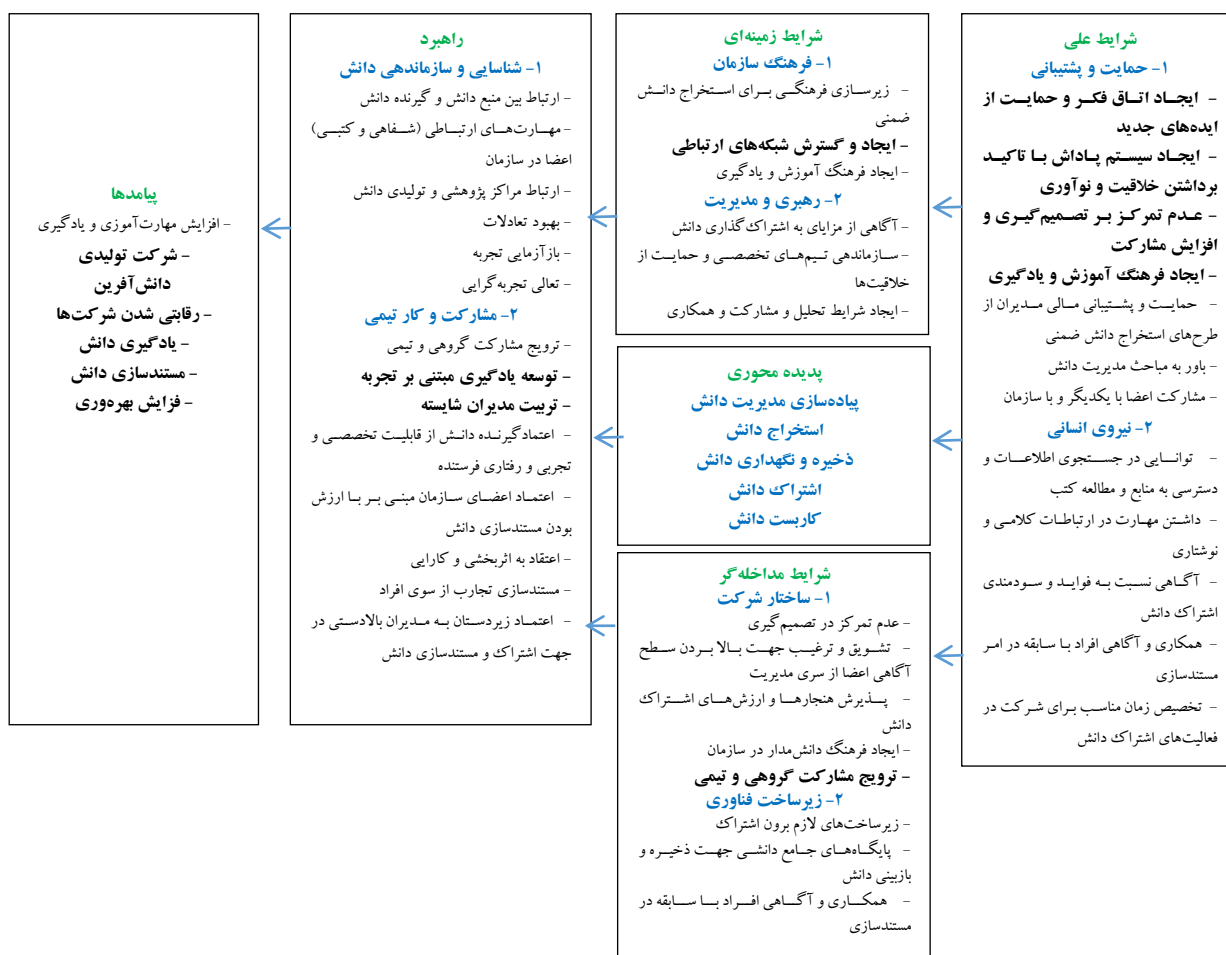 شرایط علی
۱- حمایت و پشتیبانی
- ایجاد اتاق فکر و حمایت از
ایده‌های جدید
- ایجاد سیستم پاداش با تاکید
برداشتن خلاقیت و نوآوری
- عدم تمرکز بر تصمیم‌گیری و
افزایش مشارکت
- ایجاد فرهنگ آموزش و یادگیری
- حمایت و پشتیبانی مالی مدیران از
طرح‌های استخراج دانش ضمنی
- باور به مباحث مدیریت دانش
- مشارکت اعضا با یکدیگر و با سازمان
۲- نیروی انسانی
- توانایی در جستجوی اطلاعات و
دسترسی به منابع و مطالعه کتب
- داشتن مهارت در ارتباطات کلامی و
نوشتاری
- آگاهی نسبت به فواید و سودمندی
اشتراک دانش
- همکاری و آگاهی افراد با سابقه در امر
مستندسازی
- تخصیص زمان مناسب برای شرکت در
فعالیت‌های اشتراک دانش
شرایط زمینه‌ای
۱- فرهنگ سازمان
- زیرسازی فرهنگی برای استخراج دانش
ضمنی
- ایجاد و گسترش شبکه‌های ارتباطی
- ایجاد فرهنگ آموزش و یادگیری
۲- رهبری و مدیریت
- آگاهی از مزایای به اشتراک‌گذاری دانش
- سازماندهی تیم‌های تخصصی و حمایت از
خلاقیت‌ها
- ایجاد شرایط تحلیل و مشارکت و همکاری
پدیده محوری
پیاده‌سازی مدیریت دانش
استخراج دانش
ذخیره و نگهداری دانش
اشتراک دانش
کاربست دانش
شرایط مداخله‌گر
۱- ساختار شرکت
- عدم تمرکز در تصمیم‌گیری
- تشویق و ترغیب جهت بالا بردن سطح
آگاهی اعضا از سری مدیریت
- پذیرش هنجارها و ارزش‌های اشتراک
دانش
- ایجاد فرهنگ دانش‌مدار در سازمان
- ترویج مشارکت گروهی و تیمی
۲- زیرساخت فناوری
- زیرساخت‌های لازم برون اشتراک
- پایگاه‌های جامع دانشی جهت ذخیره و
بازبینی دانش
- همکاری و آگاهی افراد با سابقه در
مستندسازی
راهبرد
۱- شناسایی و سازماندهی دانش
- ارتباط بین منبع دانش و گیرنده دانش
- مهارت‌های ارتباطی (شفاهی و کتبی)
اعضا در سازمان
- ارتباط مراکز پژوهشی و تولیدی دانش
- بهبود تعادلات
- بازآزمایی تجربه
- تعالی تجربه‌گرایی
۲- مشارکت و کار تیمی
- ترویج مشارکت گروهی و تیمی
- توسعه یادگیری مبتنی بر تجربه
- تربیت مدیران شایسته
- اعتمادگیرنده دانش از قابلیت تخصصی و
تجربی و رفتاری فرستنده
- اعتماد اعضای سازمان مبنی بر با ارزش
بودن مستندسازی دانش
- اعتقاد به اثربخشی و کارایی
- مستندسازی تجارب از سوی افراد
- اعتماد زیردستان به مدیران بالادستی در
جهت اشتراک و مستندسازی دانش
پیامدها
- افزایش مهارت‌آموزی و یادگیری
- شرکت تولیدی
دانش‌آفرین
- رقابتی شدن شرکت‌ها
- یادگیری دانش
- مستندسازی دانش
- فزایش بهره‌وری